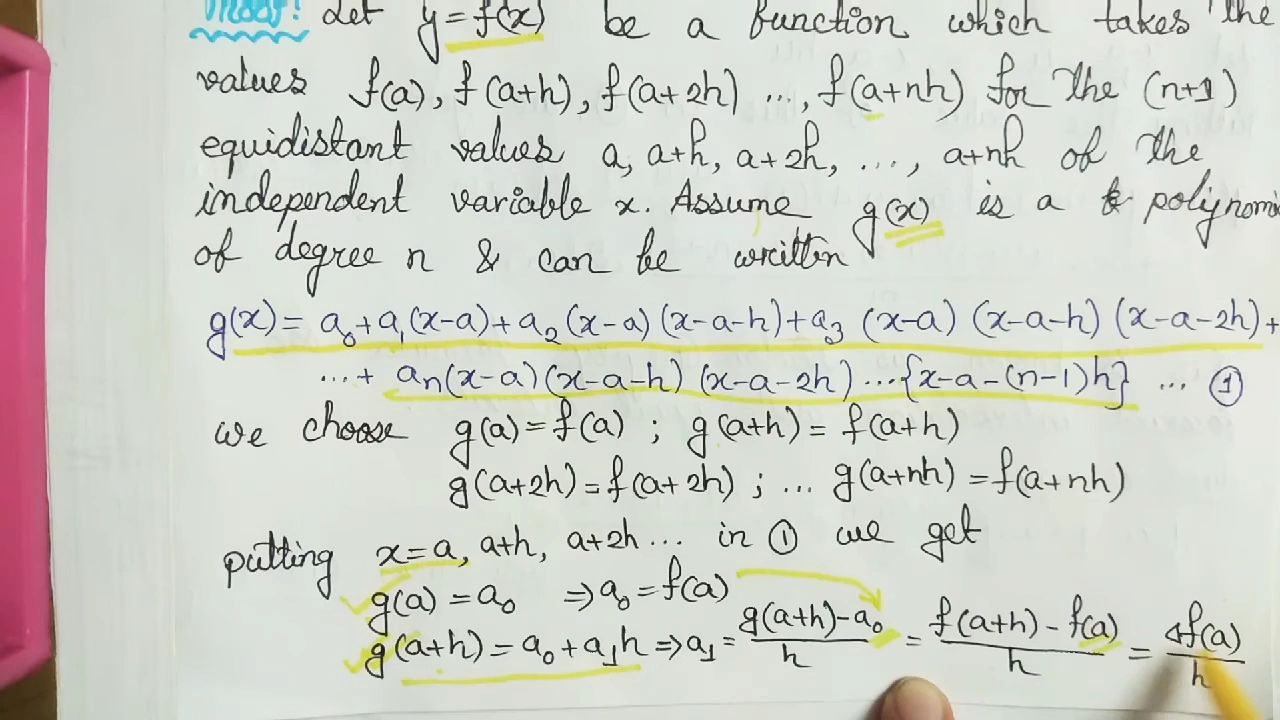 Proof: Let y=f(x) be a function which takes the
values f(a), f(a+h), f(a+2h) ..., f(a+nh) for the (n+1)
equidistant values a, a+h, a+2h, ..., a+nh of the
independent variable x. Assume g(x) is a polynomi
of degree n & can be written
g(x) = a₀+a₁(x-a)+a₂(x-a)(x-a-h)+a₃ (x-a) (x-a-h) (x-a-2h)+
...+ aₙ(x-a)(x-a-h) (x-a-2h)...{x-a-(n-1)h} ... ①
we choose g(a)=f(a) ; g(a+h) = f(a+h)
g(a+2h)=f(a+2h) ; ... g(a+nh) =f(a+nh)
putting x=a, a+h, a+2h ... in ① we get
g(a) = a₀ ⇒ a₀ = f(a)
g(a+h) = a₀ + a₁h ⇒ a₁ = g(a+h)-a₀/h = f(a+h) - f(a)/h = Δf(a)/h